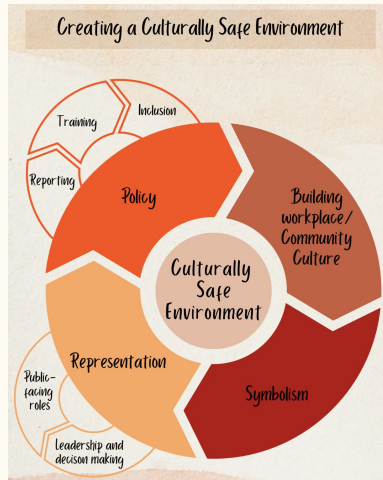 Creating a Culturally Safe Environment
Training
Inclusion
Reporting
Policy
Building
workplace/
Community
Culture
Culturally
Safe
Environment
Representation
Symbolism
Public-
facing
roles
Leadership and
decison making